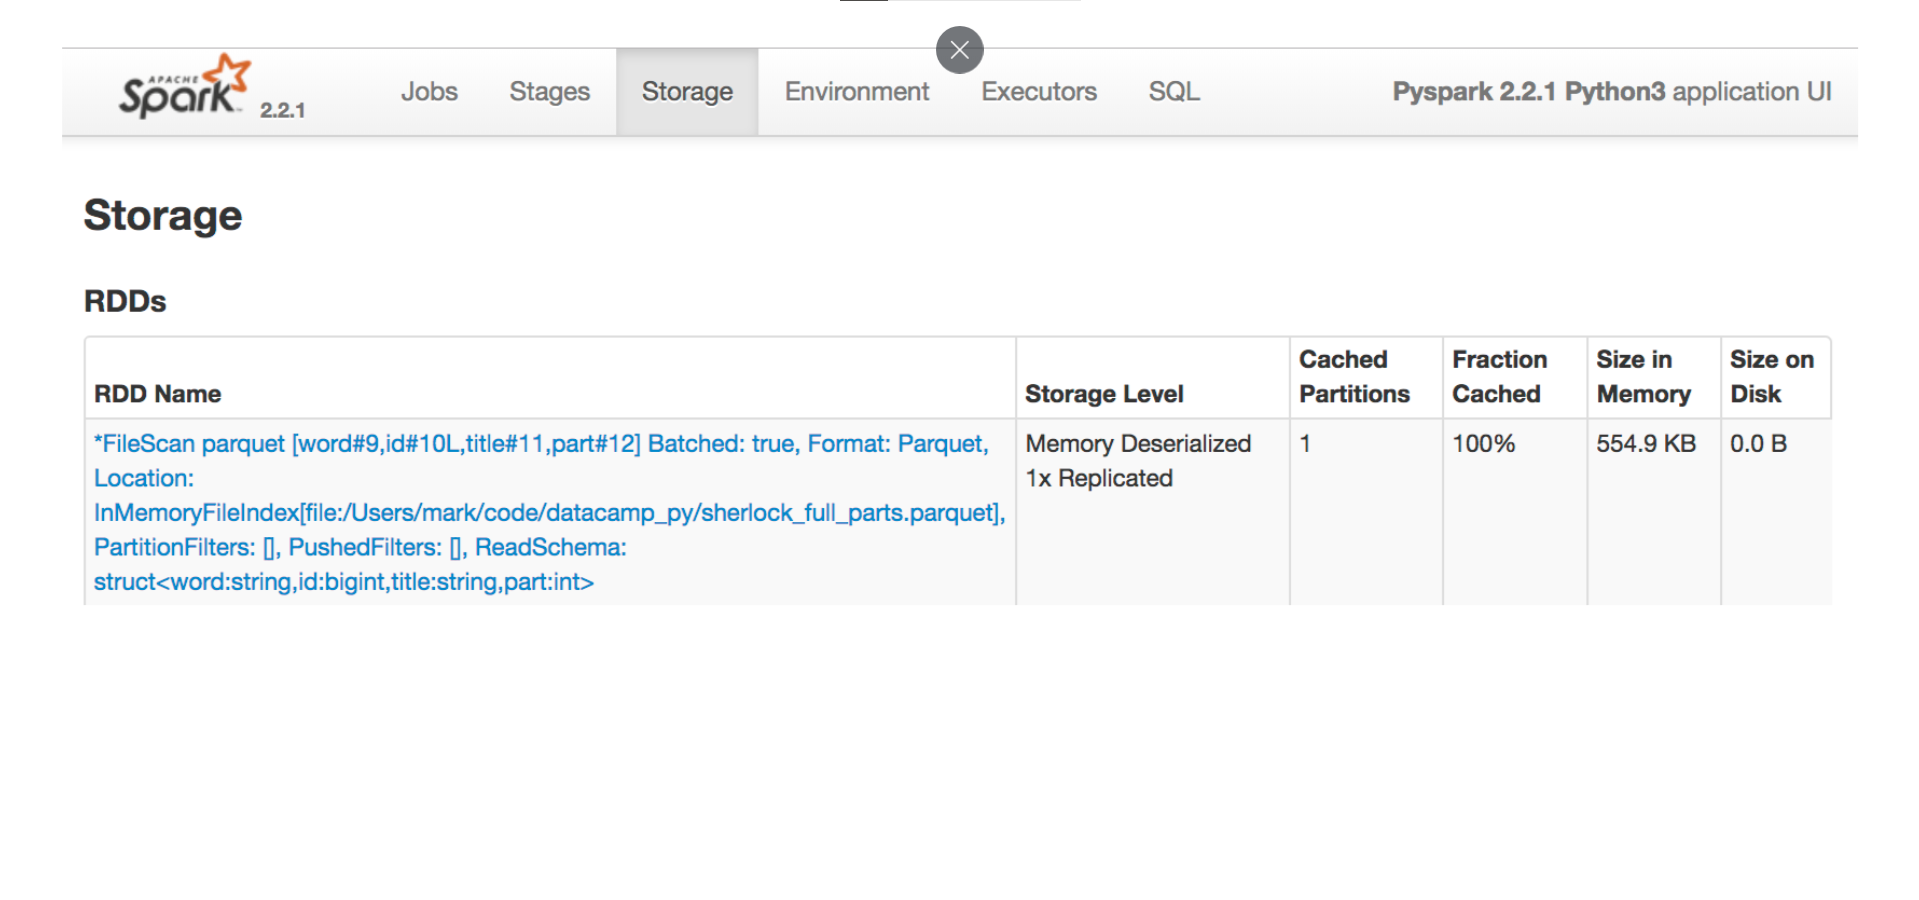 APACHE
Spark 2.2.1 Jobs Stages Storage Environment Executors SQL Pyspark 2.2.1 Python3 application UI
Storage
RDDs
RDD Name Storage Level Cached Partitions Fraction Cached Size in Memory Size on Disk
*FileScan parquet [word#9,id#10L,title#11,part#12] Batched: true, Format: Parquet, Memory Deserialized 1 100% 554.9 KB 0.0 B
Location: 1x Replicated
InMemoryFileIndex[file:/Users/mark/code/datacamp_py/sherlock_full_parts.parquet],
PartitionFilters: [], PushedFilters: [], ReadSchema:
struct<word:string,id:bigint,title:string,part:int>